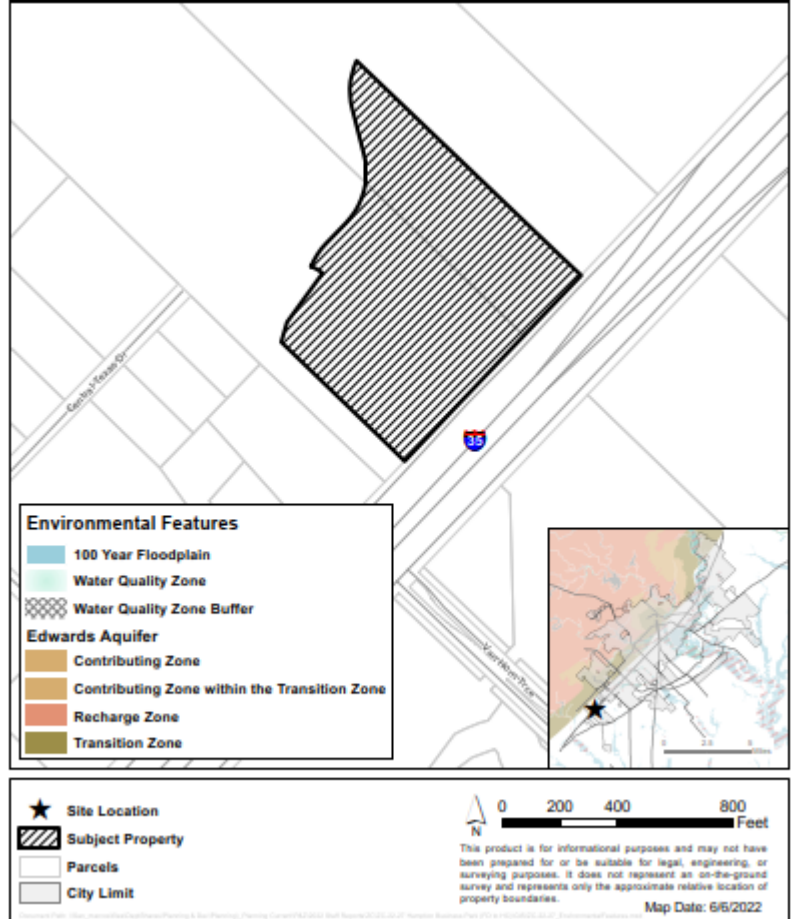 Central Texas Dr
35
Environmental Features
100 Year Floodplain
Water Quality Zone
Water Quality Zone Buffer
Edwards Aquifer
Contributing Zone
Contributing Zone within the Transition Zone
Recharge Zone
Transition Zone
Site Location
Subject Property
Parcels
City Limit
N
0 200 400 800
Feet
This product is for informational purposes and may not have
been prepared for or be suitable for legal, engineering, or
surveying purposes. It does not represent an on-the-ground
survey and represents only the approximate relative location of
property boundaries.
Map Date: 6/6/2022